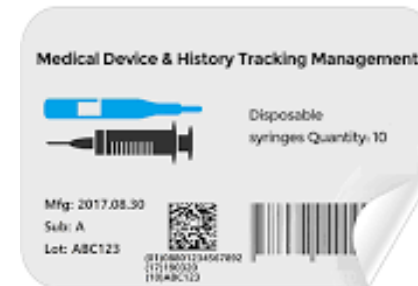 Medical Device & History Tracking Management
Disposable
syringes Quantity: 10
Mfg: 2017.08.30
Sub: A
Lot: ABC123
(17)190320
(10)ABC123